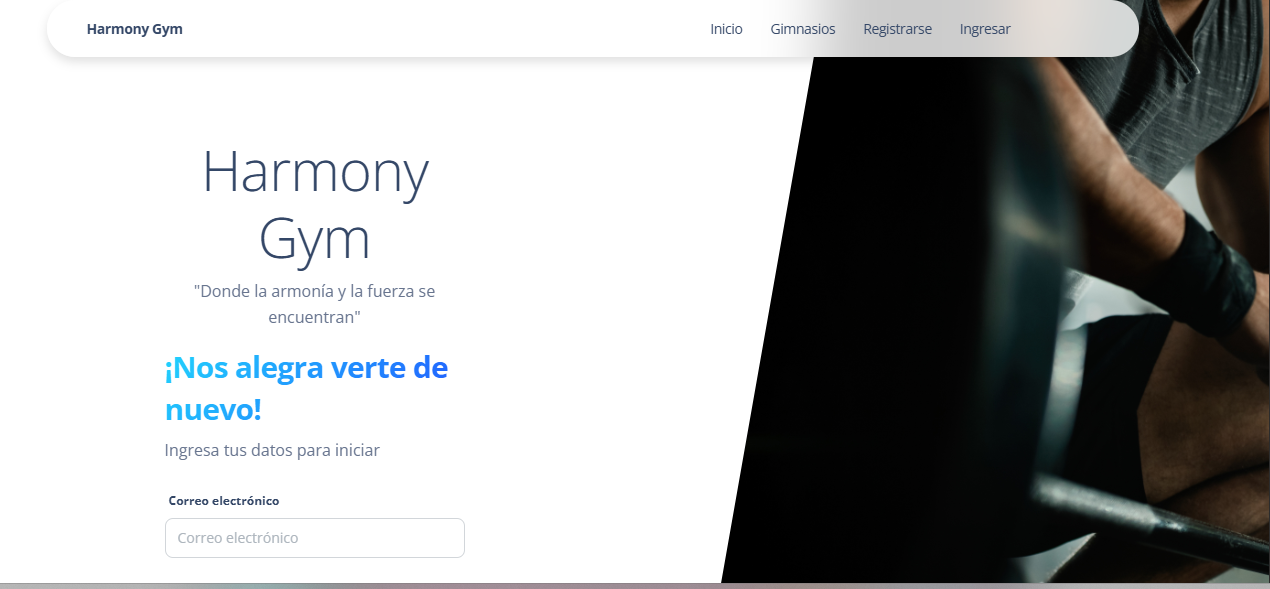 Harmony Gym
Inicio Gimnasios Registrarse Ingresar
Harmony
Gym
"Donde la armonía y la fuerza se
encuentran"
¡Nos alegra verte de
nuevo!
Ingresa tus datos para iniciar
Correo electrónico
Correo electrónico